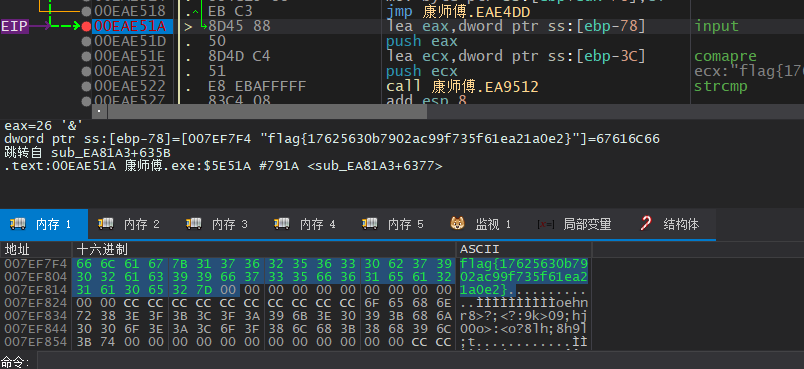 00EAE518 . EB C3 jmp 康师傅.EAE4DD
EIP 00EAE51A > 8D45 88 lea eax,dword ptr ss:[ebp-78] input
00EAE51D . 50 push eax
00EAE51E . 8D4D C4 lea ecx,dword ptr ss:[ebp-3C] comapre
00EAE521 . 51 push ecx ecx:"flag{176
00EAE522 . E8 EBAFFFFF call 康师傅.EA9512 strcmp
00EAE527 . 83C4 08 add esp,8
eax=26 '&'
dword ptr ss:[ebp-78]=[007EF7F4 "flag{17625630b7902ac99f735f61ea21a0e2}"]=67616C66
跳转自 sub_EA81A3+635B
.text:00EAE51A 康师傅.exe:$5E51A #791A <sub_EA81A3+6377>
内存 1 内存 2 内存 3 内存 4 内存 5 监视 1 [x=] 局部变量 结构体
地址 十六进制 ASCII
007EF7F4 66 6C 61 67 7B 31 37 36 32 35 36 33 30 62 37 39 flag{17625630b79
007EF804 30 32 61 63 39 39 66 37 33 35 66 36 31 65 61 32 02ac99f735f61ea2
007EF814 31 61 30 65 32 7D 00 00 00 00 00 00 00 00 00 00 1a0e2}..........
007EF824 00 00 CC CC CC CC CC CC CC CC CC CC 6F 65 68 6E ..ÌÌÌÌÌÌÌÌÌÌoehn
007EF834 72 38 3E 3F 3B 3C 3F 3A 39 6B 3E 30 39 3B 68 6A r8>?;<?:9k>09;hj
007EF844 30 30 6F 3E 3A 3C 6F 3F 38 6C 68 3B 38 68 39 6C 00o>:<o?8lh;8h9l
007EF854 3B 74 00 00 00 00 00 00 00 00 00 00 00 00 CC CC ;t............ÌÌ
命令: